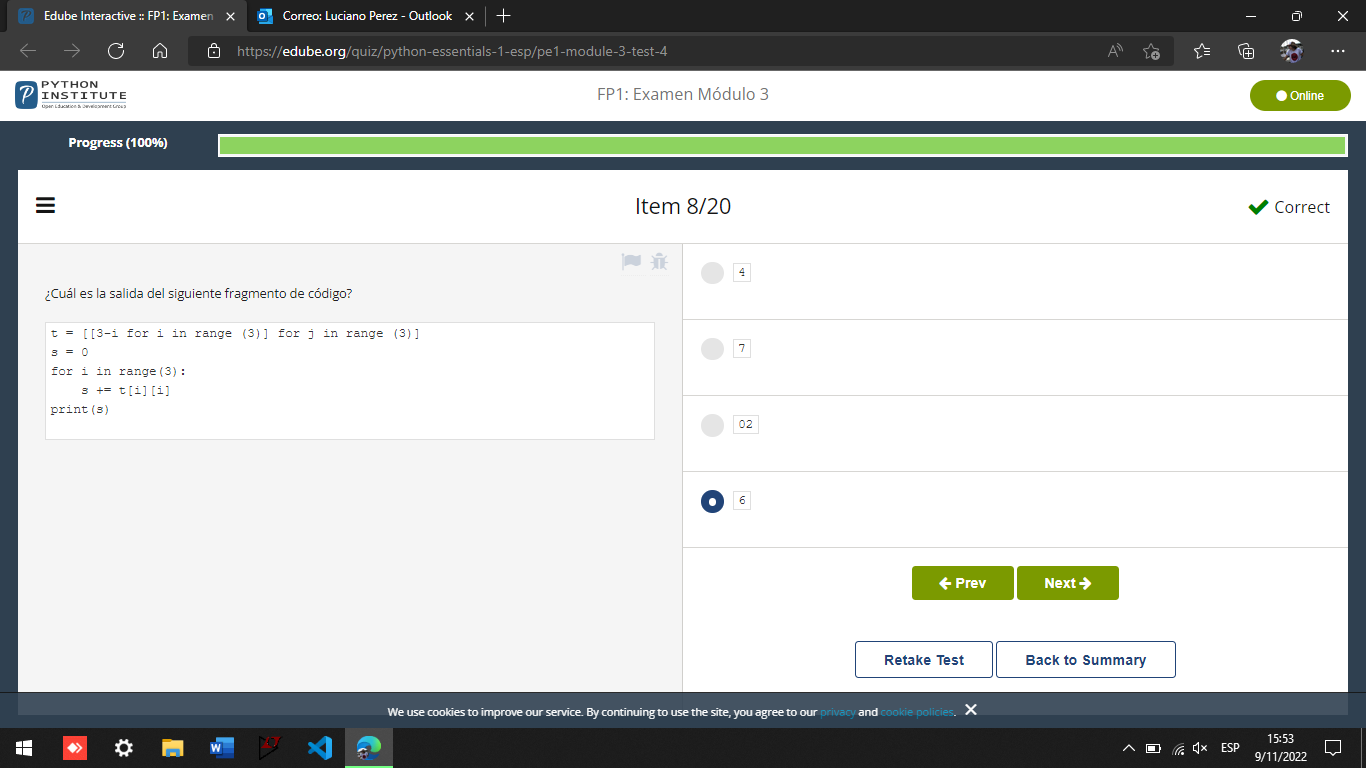 Edube Interactive :: FP1: Examen
Correo: Luciano Perez - Outlook
https://edube.org/quiz/python-essentials-1-esp/pe1-module-3-test-4
PYTHON
INSTITUTE
Open Education & Development Group
FP1: Examen Módulo 3
Online
Progress (100%)
Item 8/20
Correct
¿Cuál es la salida del siguiente fragmento de código?
t = [[3-i for i in range (3)] for j in range (3)]
s = 0
for i in range(3):
    s += t[i][i]
print(s)
4
7
02
6
Prev
Next
Retake Test
Back to Summary
We use cookies to improve our service. By continuing to use the site, you agree to our privacy and cookie policies.
ESP
15:53
9/11/2022